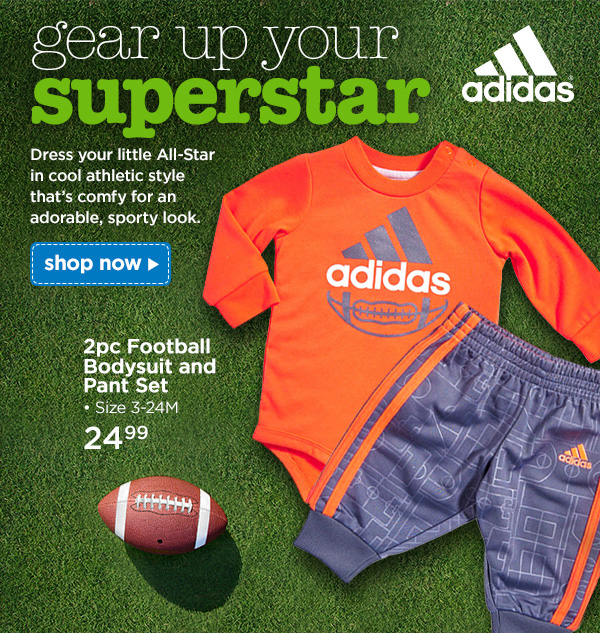 gear up your
superstar
adidas
Dress your little All-Star
in cool athletic style
that's comfy for an
adorable, sporty look.
shop now ▶
adidas
2pc Football
Bodysuit and
Pant Set
• Size 3-24M
24⁹⁹
adidas